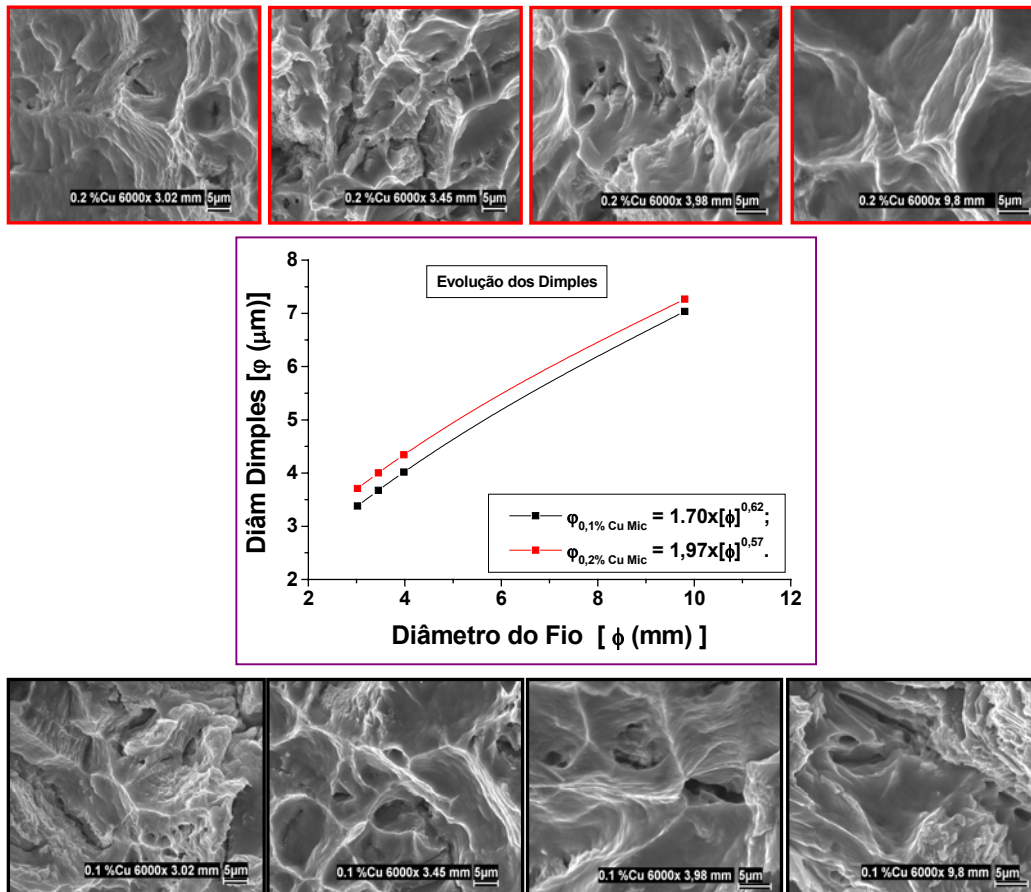 0.2 %Cu 6000x 3.02 mm 5µm
0.2 %Cu 6000x 3.45 mm 5µm
0.2 %Cu 6000x 3,98 mm 5µm
0.2 %Cu 6000x 9,8 mm 5µm
Evolução dos Dimples
8
7
6
5
4
3
2
Diâm Dimples [φ (μm)]
φ0,1% Cu Mic = 1.70x[ϕ]0,62;
φ0,2% Cu Mic = 1,97x[ϕ]0,57.
2 4 6 8 10 12
Diâmetro do Fio [ ϕ (mm) ]
0.1 %Cu 6000x 3.02 mm 5µm
0.1 %Cu 6000x 3.45 mm 5µm
0.1 %Cu 6000x 3,98 mm 5µm
0.1 %Cu 6000x 9,8 mm 5µm